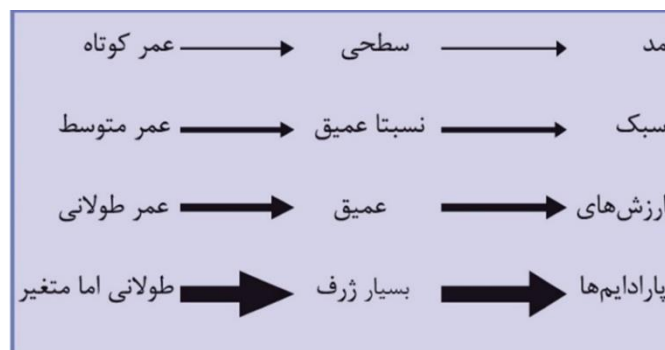 مد سطحی عمر کوتاه
سبک نسبتا عمیق عمر متوسط
ارزش‌های عمیق عمر طولانی
پارادایم‌ها بسیار ژرف طولانی اما متغیر